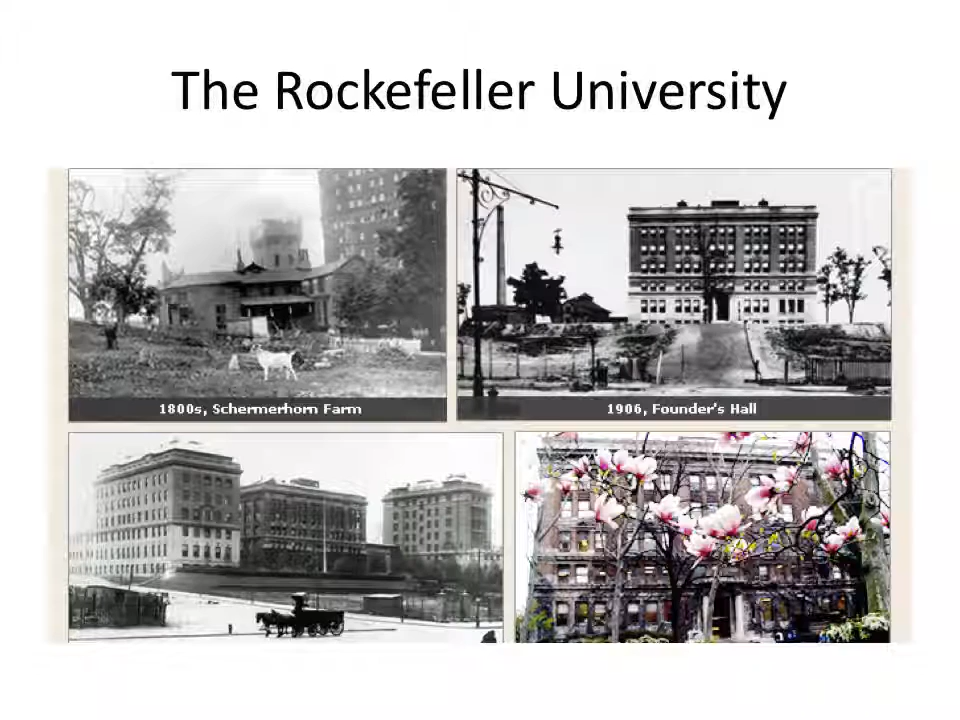 The Rockefeller University
1800s, Schermerhorn Farm
1906, Founder's Hall